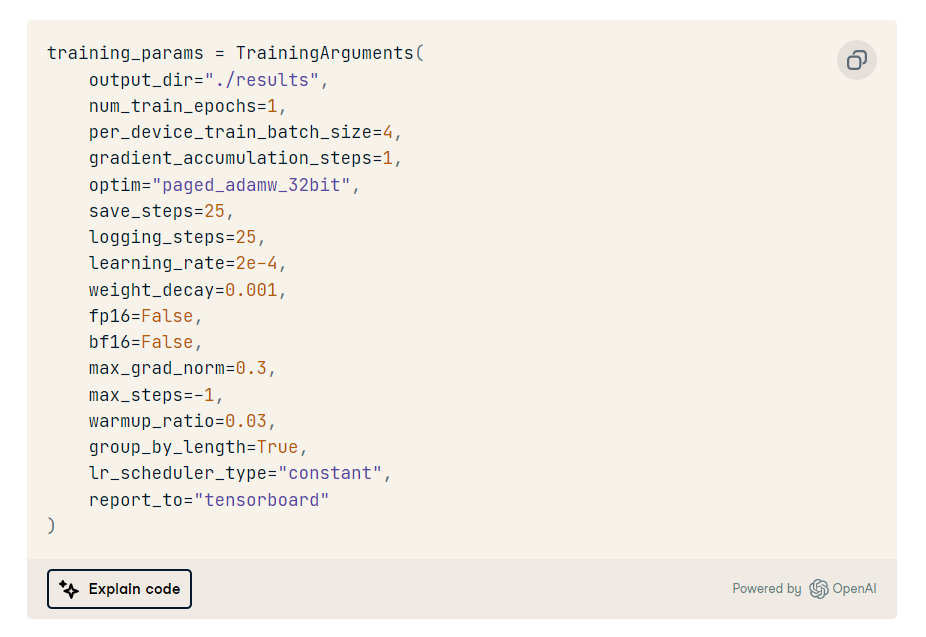 training_params = TrainingArguments(
    output_dir="./results",
    num_train_epochs=1,
    per_device_train_batch_size=4,
    gradient_accumulation_steps=1,
    optim="paged_adamw_32bit",
    save_steps=25,
    logging_steps=25,
    learning_rate=2e-4,
    weight_decay=0.001,
    fp16=False,
    bf16=False,
    max_grad_norm=0.3,
    max_steps=-1,
    warmup_ratio=0.03,
    group_by_length=True,
    lr_scheduler_type="constant",
    report_to="tensorboard"
)
Explain code
Powered by OpenAI